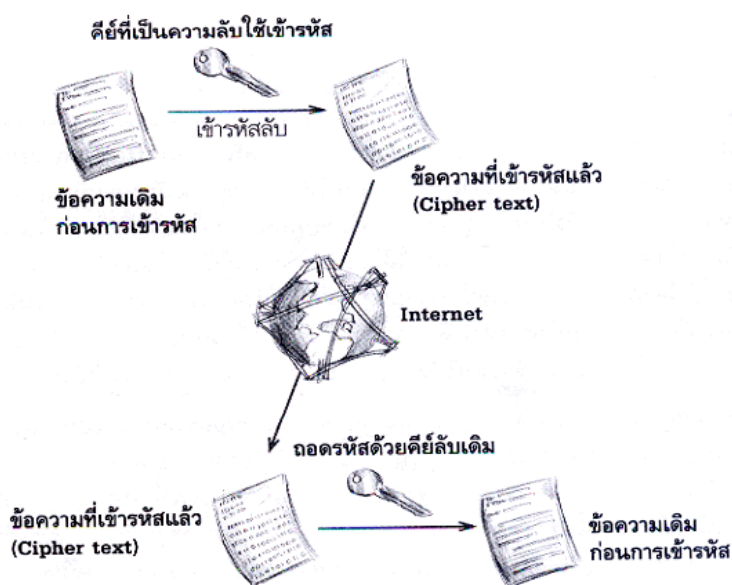 คีย์ที่เป็นความลับใช้เข้ารหัส
เข้ารหัสลับ
ข้อความเดิม
ก่อนการเข้ารหัส
ข้อความที่เข้ารหัสแล้ว
(Cipher text)
Internet
ถอดรหัสด้วยคีย์ลับเดิม
ข้อความที่เข้ารหัสแล้ว
(Cipher text)
ข้อความเดิม
ก่อนการเข้ารหัส